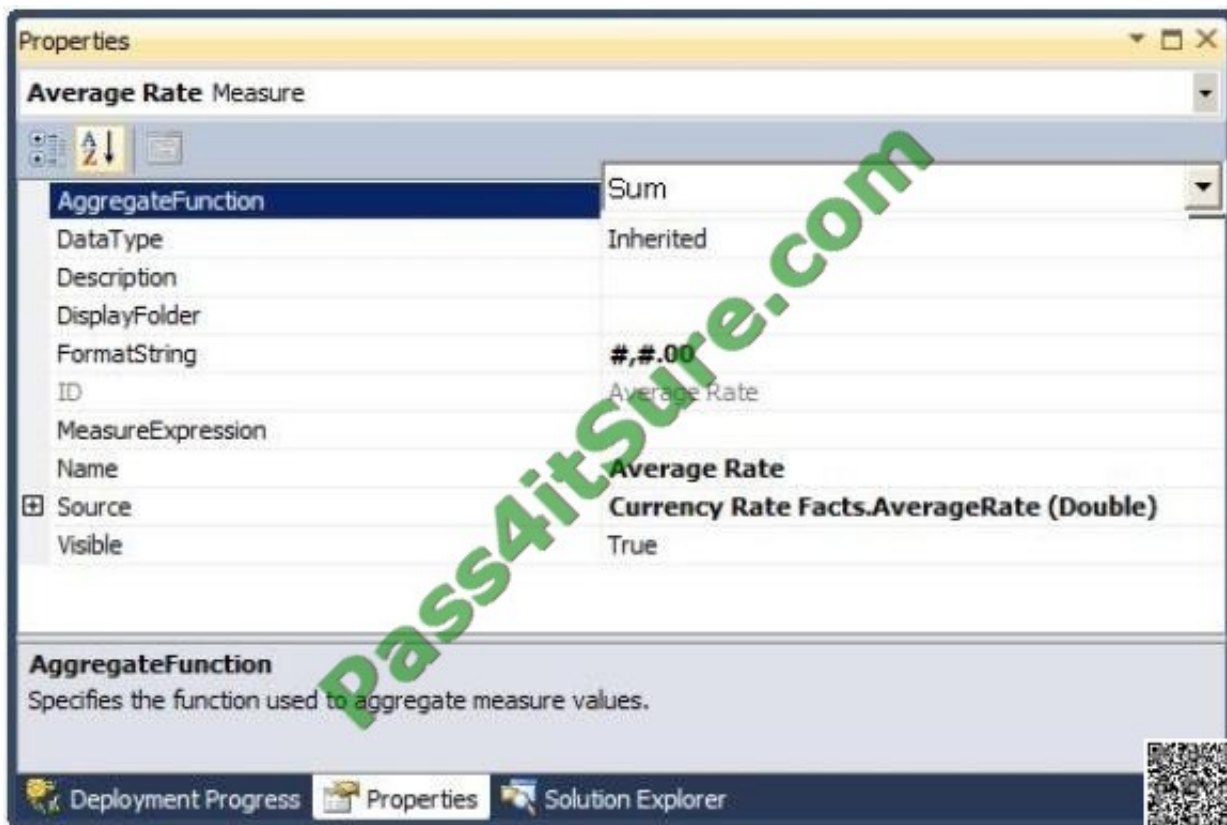 Properties
Average Rate Measure
AggregateFunction Sum
DataType Inherited
Description
DisplayFolder
FormatString #,#.00
ID Average Rate
MeasureExpression
Name Average Rate
Source Currency Rate Facts.AverageRate (Double)
Visible True
AggregateFunction
Specifies the function used to aggregate measure values.
Deployment Progress Properties Solution Explorer
Pass4itSure.com